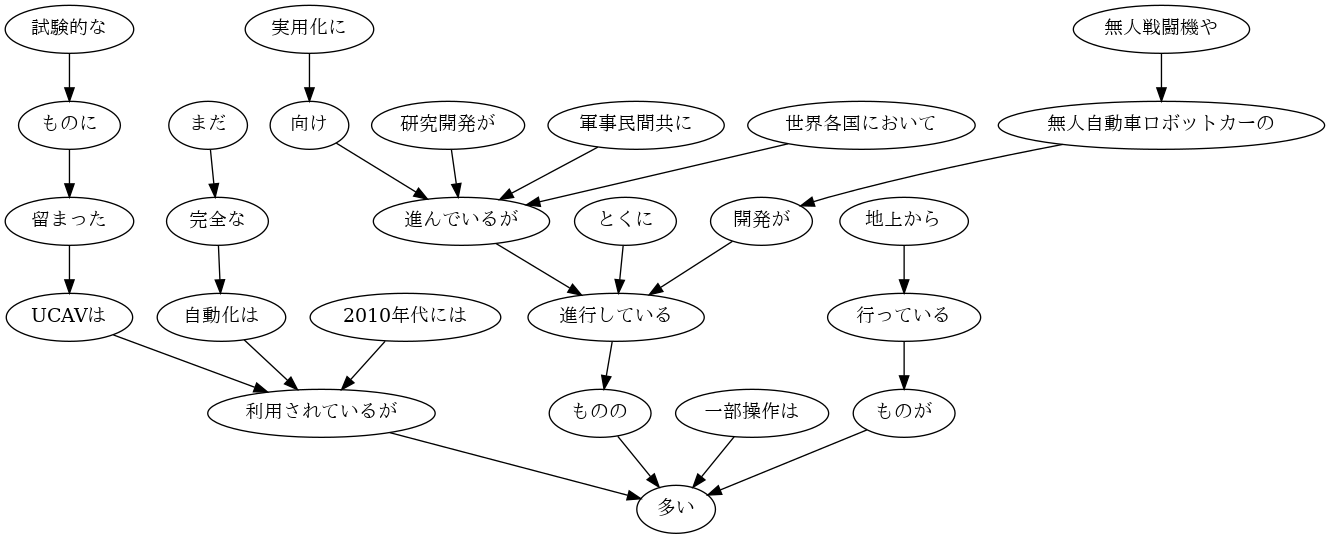 試験的な
実用化に
無人戦闘機や
ものに
まだ
向け
研究開発が
軍事民間共に
世界各国において
無人自動車ロボットカーの
留まった
完全な
進んでいるが
とくに
開発が
地上から
UCAVは
自動化は
2010年代には
進行している
行っている
利用されているが
ものの
一部操作は
ものが
多い